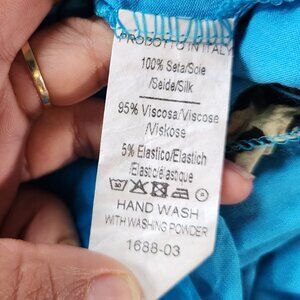 PRODOTTO IN ITALY
100% Seta/Soie
/Seide/Silk
95% Viscosa/Viscose
/Viskose
5% Elastico/Elastich
/Elastic/élastique
HAND WASH
WITH WASHING POWDER
1688-03